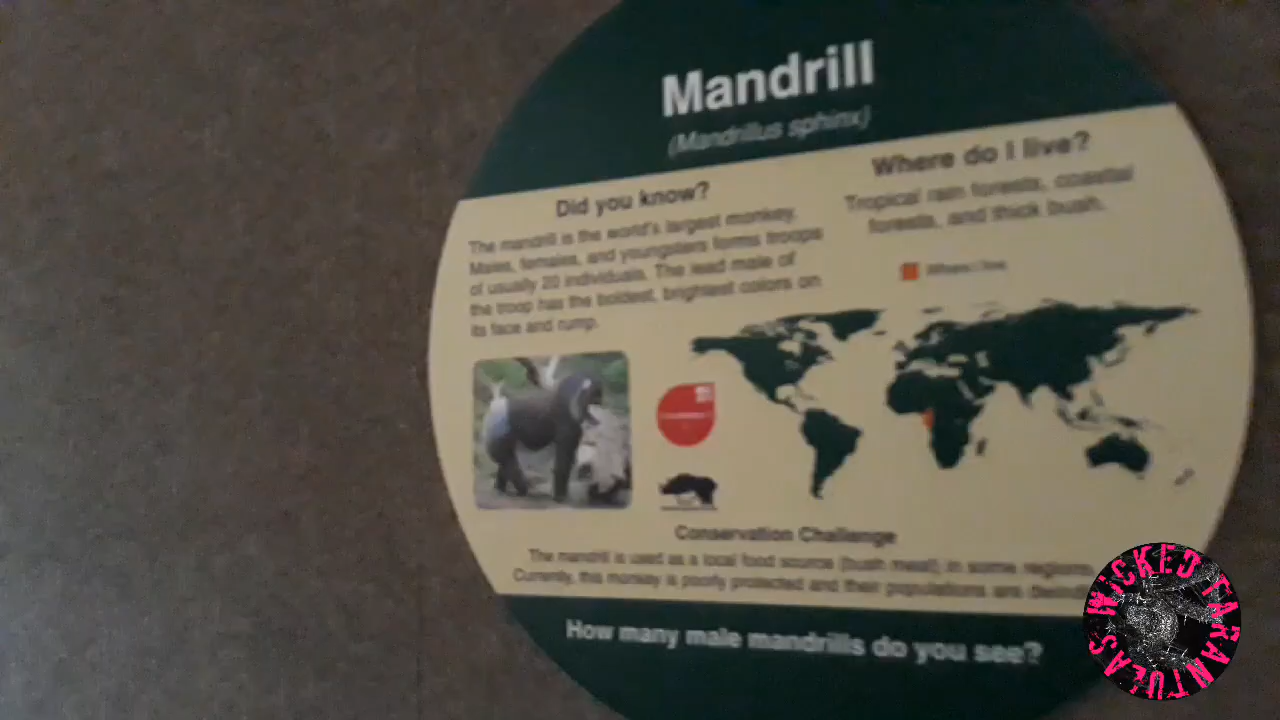 Mandrill
(Mandrillus sphinx)
Did you know?
The mandrill is the world's largest monkey.
Males, females, and youngsters forms troops
of usually 20 individuals. The lead male of
the troop has the boldest, brightest colors on
its face and rump.
Where do I live?
Tropical rain forests, coastal
forests, and thick bush.
Where I live
Conservation Challenge
The mandrill is used as a local food source (bush meat) in some regions.
Currently, this monkey is poorly protected and their populations are
How many male mandrills do you see?
WICKED TARANTULAS